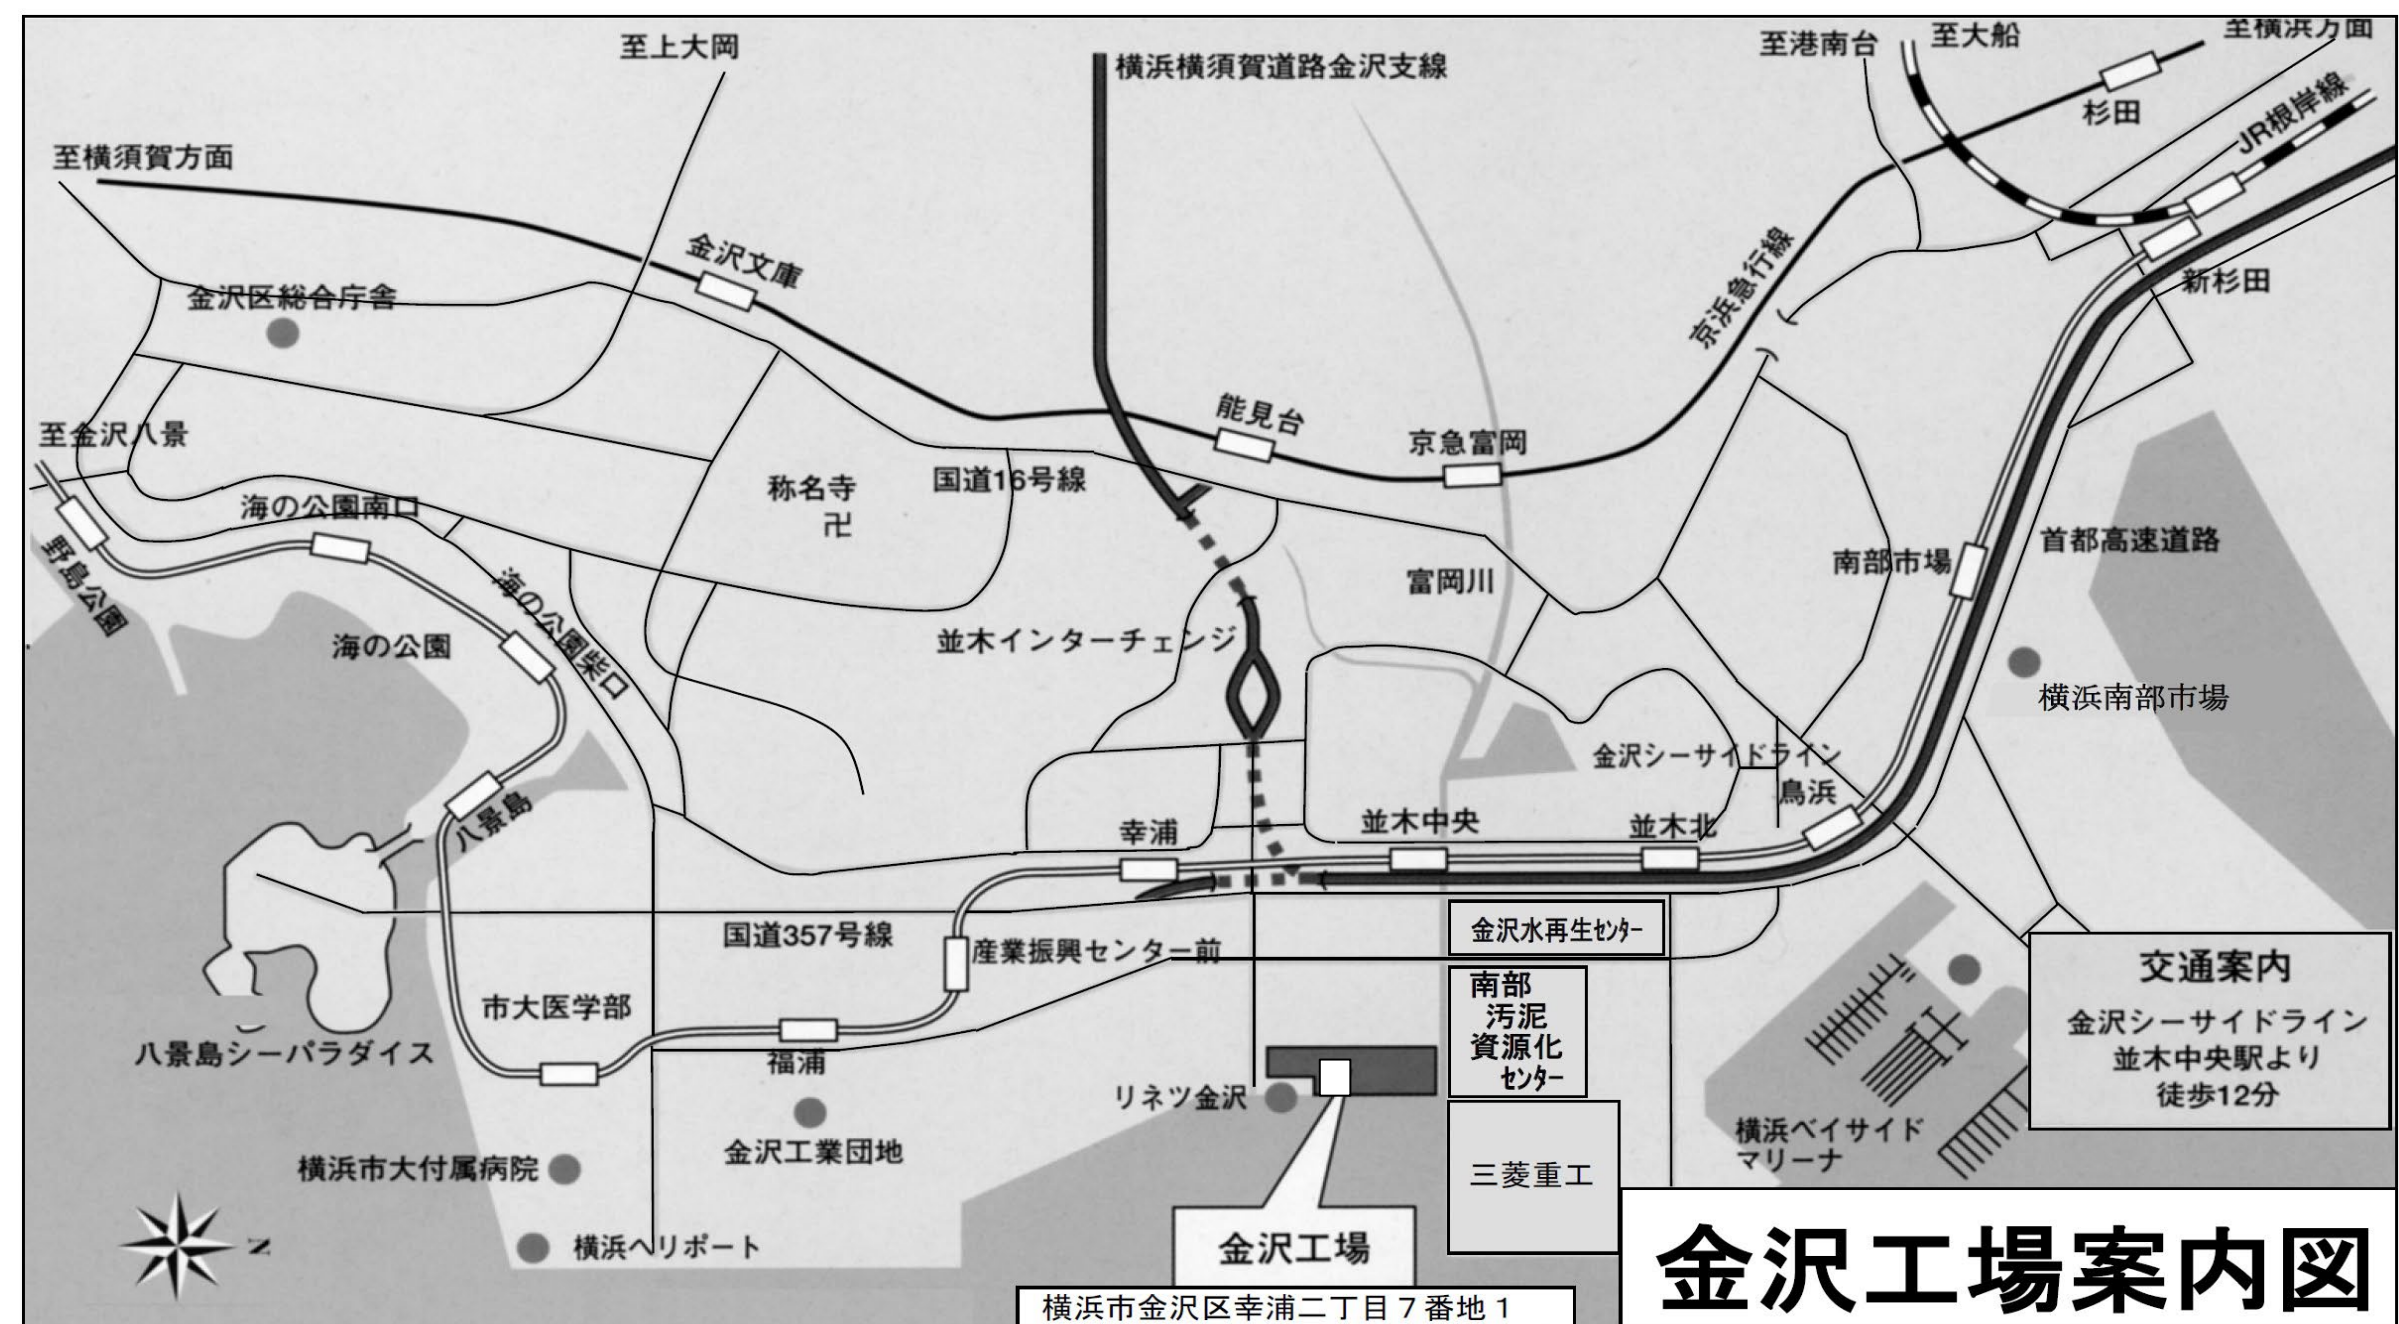 至上大岡
横浜横須賀道路金沢支線
至港南台
至大船
至横浜方面
杉田
JR根岸線
至横須賀方面
金沢文庫
京浜急行線
新杉田
金沢区総合庁舎
能見台
京急富岡
至金沢八景
称名寺
卍
国道16号線
海の公園南口
野島公園
海の公園柴口
富岡川
南部市場
首都高速道路
海の公園
並木インターチェンジ
横浜南部市場
金沢シーサイドライン
鳥浜
八景島
幸浦
並木中央
並木北
国道357号線
産業振興センター前
金沢水再生センター
交通案内
金沢シーサイドライン
並木中央駅より
徒歩12分
南部
汚泥
資源化
センター
市大医学部
八景島シーパラダイス
福浦
リネツ金沢
横浜ベイサイド
マリーナ
金沢工業団地
横浜市大付属病院
三菱重工
横浜ヘリポート
N
金沢工場
金沢工場案内図
横浜市金沢区幸浦二丁目7番地1